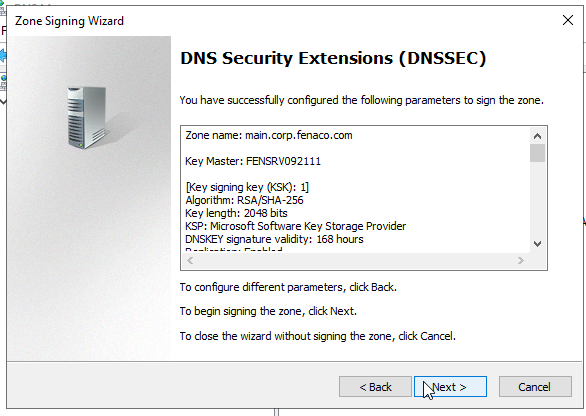 Zone Signing Wizard
DNS Security Extensions (DNSSEC)
You have successfully configured the following parameters to sign the zone.
Zone name: main.corp.fenaco.com
Key Master: FENSRV092111
[Key signing key (KSK): 1]
Algorithm: RSA/SHA-256
Key length: 2048 bits
KSP: Microsoft Software Key Storage Provider
DNSKEY signature validity: 168 hours
Replication: Enabled
To configure different parameters, click Back.
To begin signing the zone, click Next.
To close the wizard without signing the zone, click Cancel.
< Back
Next >
Cancel